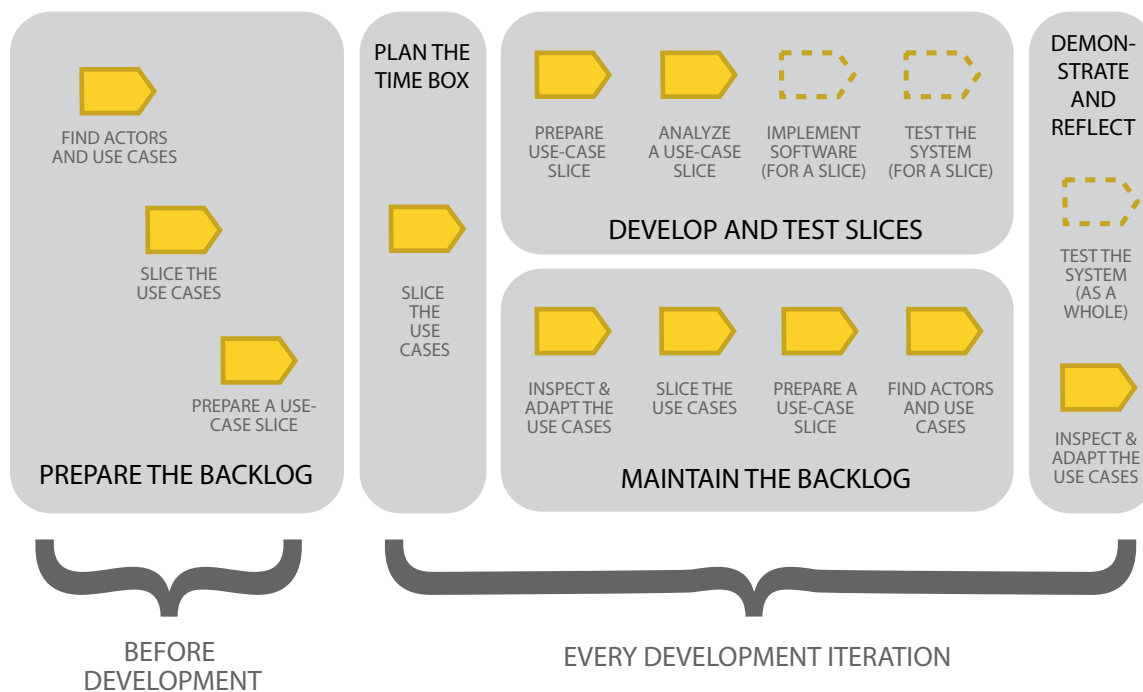 FIND ACTORS
AND USE CASES
SLICE THE
USE CASES
PREPARE A USE-
CASE SLICE
PREPARE THE BACKLOG
PLAN THE
TIME BOX
SLICE
THE
USE
CASES
PREPARE
USE-CASE
SLICE
ANALYZE
A USE-CASE
SLICE
IMPLEMENT
SOFTWARE
(FOR A SLICE)
TEST THE
SYSTEM
(FOR A SLICE)
DEVELOP AND TEST SLICES
INSPECT &
ADAPT THE
USE CASES
SLICE THE
USE CASES
PREPARE A
USE-CASE
SLICE
FIND ACTORS
AND USE
CASES
MAINTAIN THE BACKLOG
DEMON-
STRATE
AND
REFLECT
TEST THE
SYSTEM
(AS A
WHOLE)
INSPECT &
ADAPT THE
USE CASES
BEFORE
DEVELOPMENT
EVERY DEVELOPMENT ITERATION